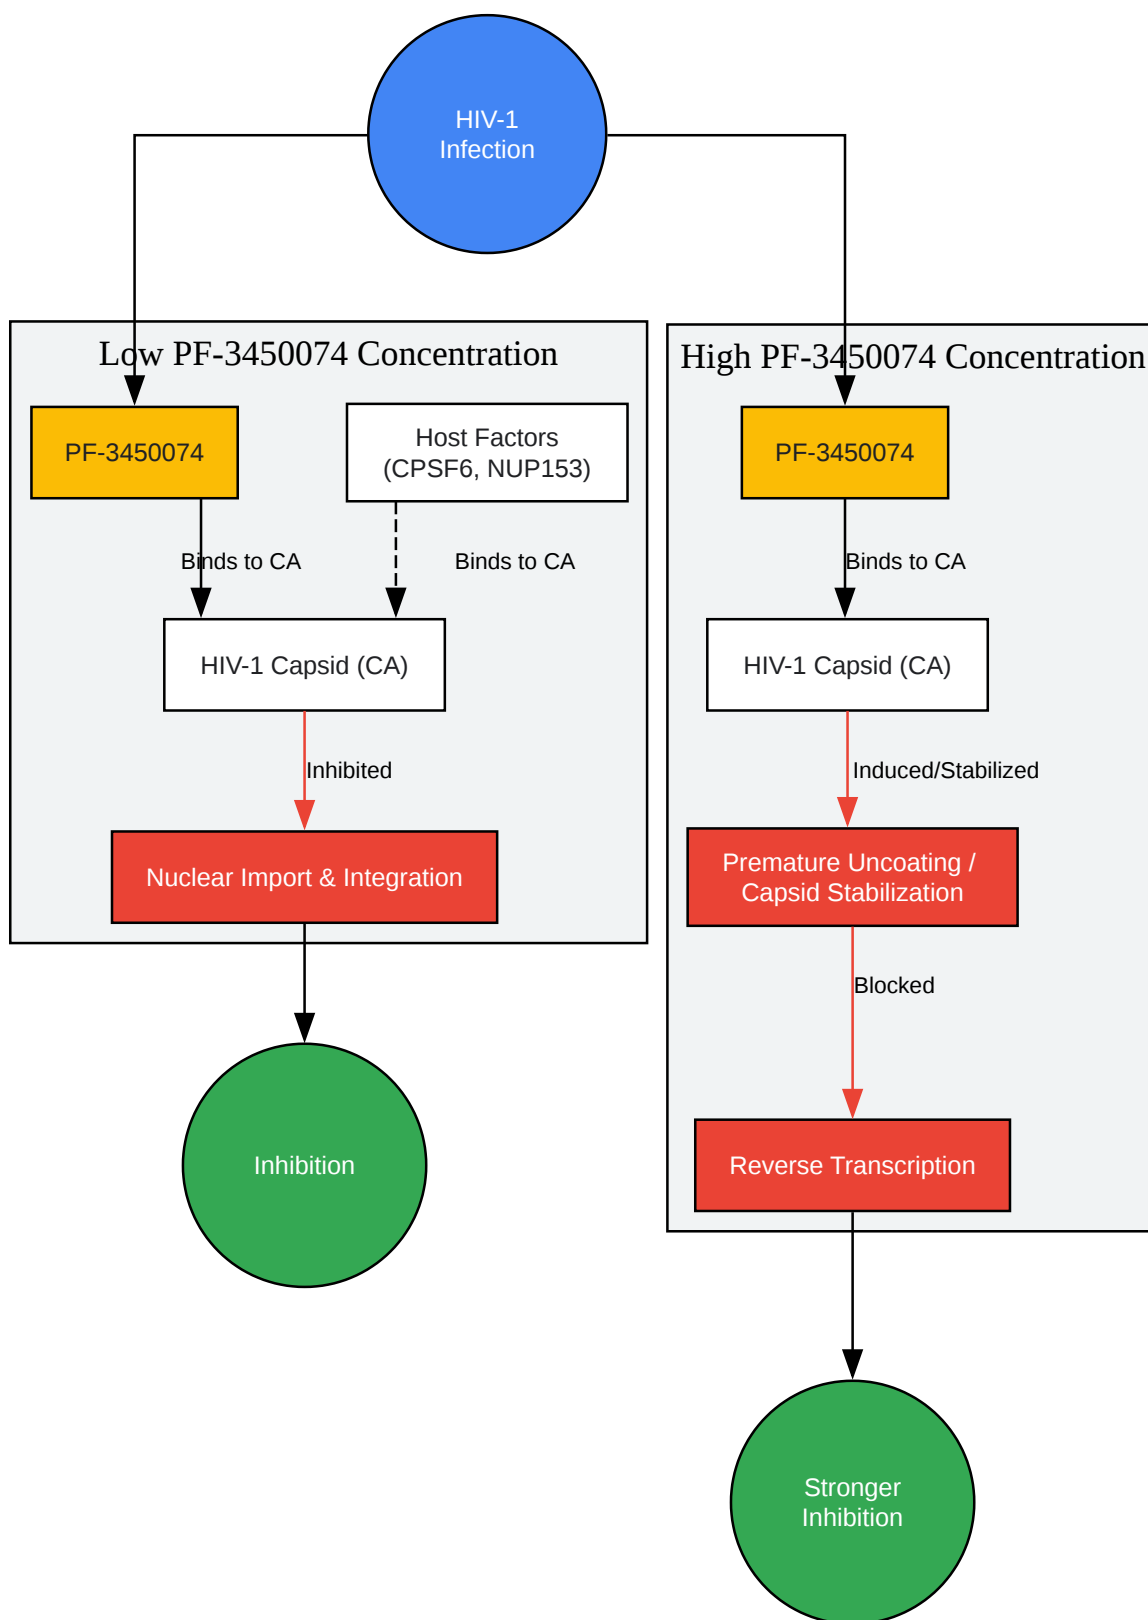 HIV-1
Infection
Low PF-3450074 Concentration
PF-3450074
Host Factors
(CPSF6, NUP153)
Binds to CA
Binds to CA
HIV-1 Capsid (CA)
Inhibited
Nuclear Import & Integration
Inhibition
High PF-3450074 Concentration
PF-3450074
Binds to CA
HIV-1 Capsid (CA)
Induced/Stabilized
Premature Uncoating /
Capsid Stabilization
Blocked
Reverse Transcription
Stronger
Inhibition